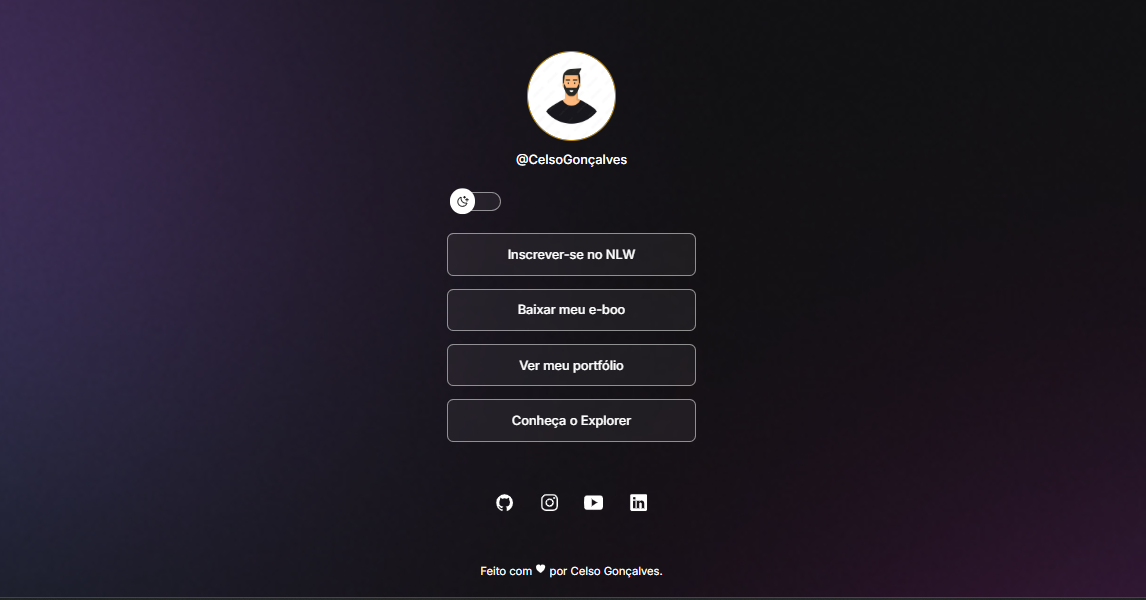 @CelsoGonçalves
Inscrever-se no NLW
Baixar meu e-boo
Ver meu portfólio
Conheça o Explorer
Feito com ♥ por Celso Gonçalves.